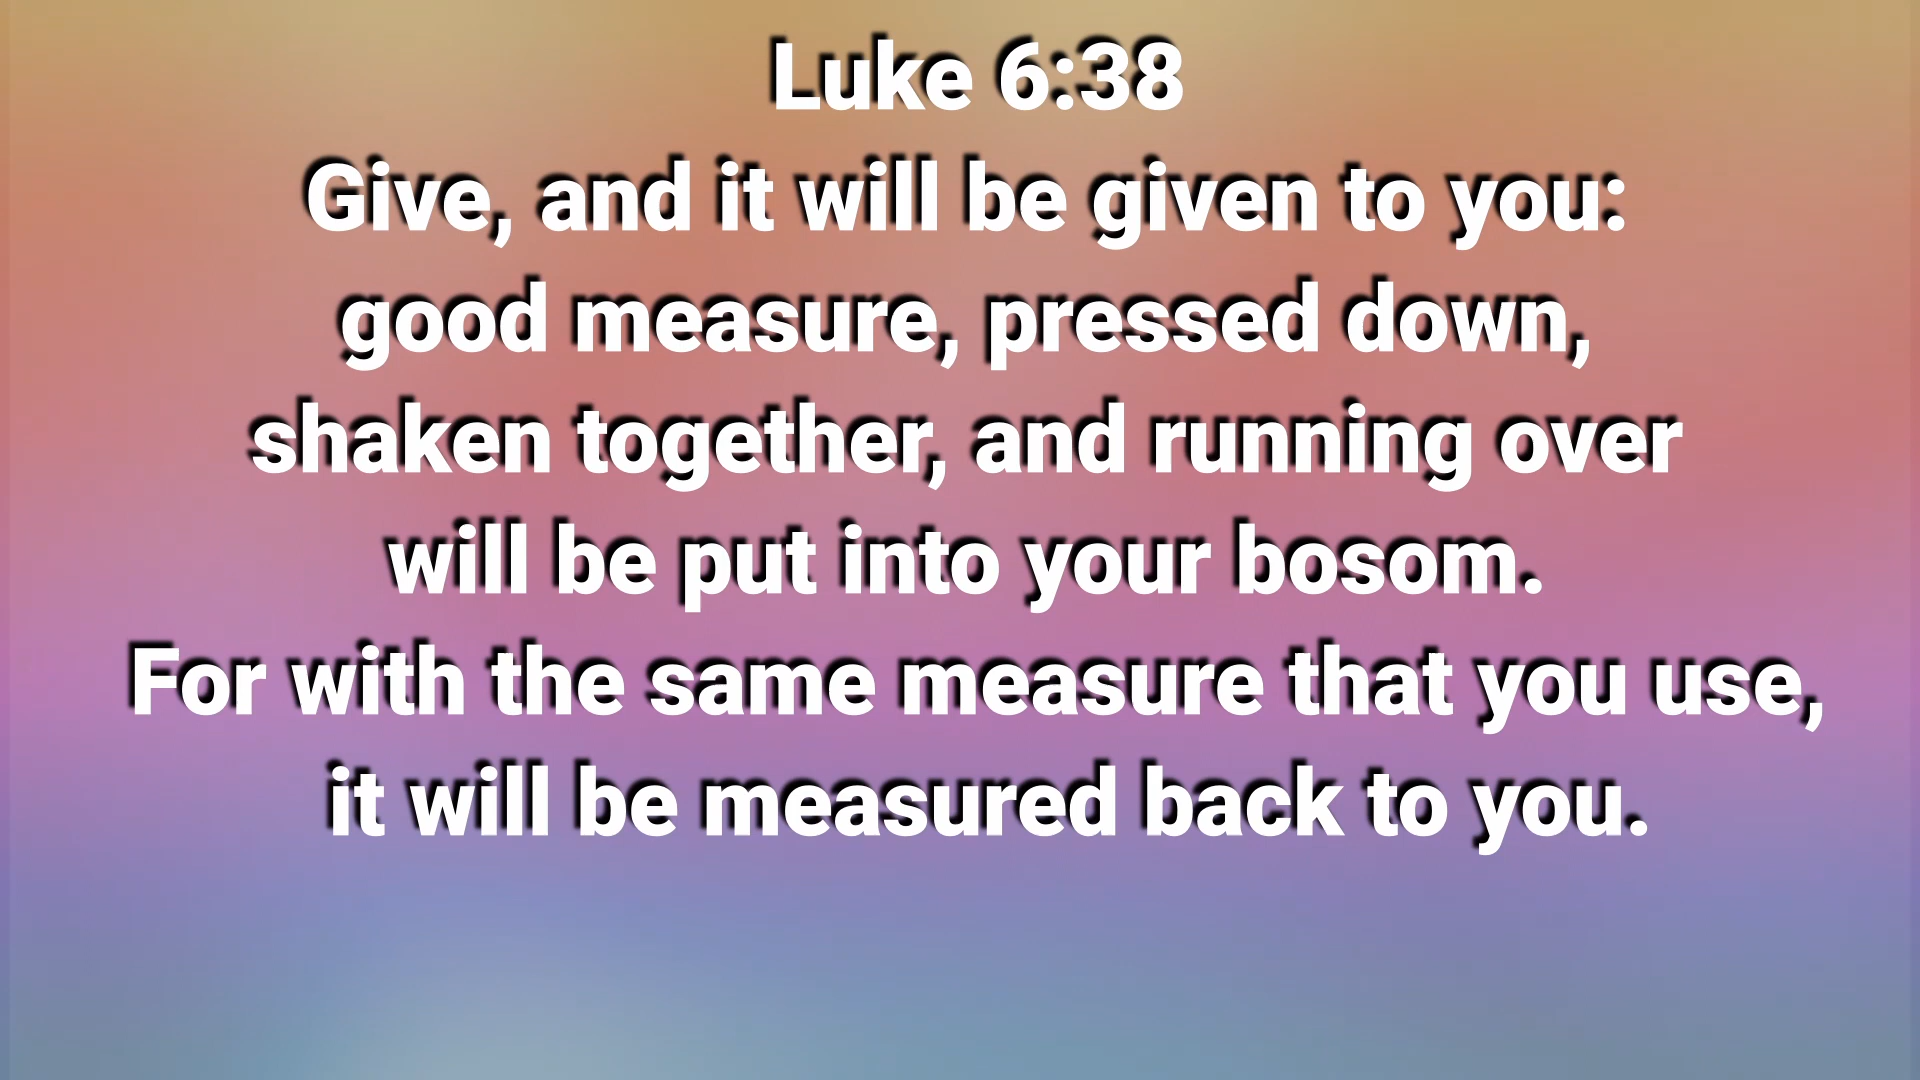 Luke 6:38
Give, and it will be given to you:
good measure, pressed down,
shaken together, and running over
will be put into your bosom.
For with the same measure that you use,
it will be measured back to you.